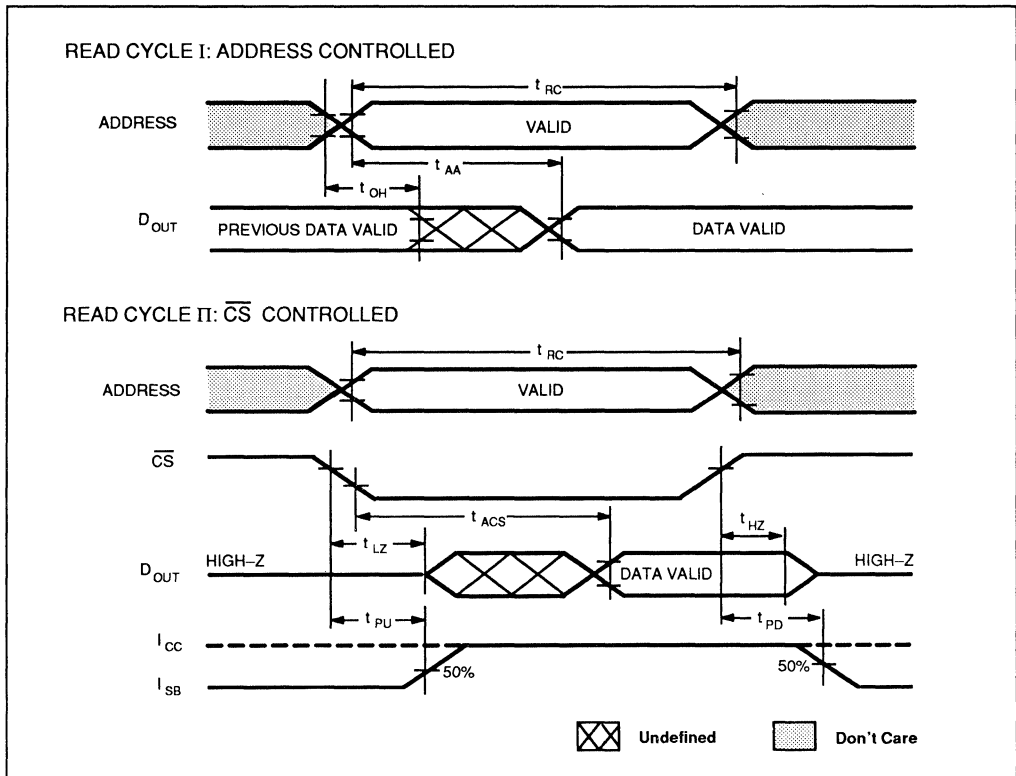 READ CYCLE I: ADDRESS CONTROLLED
t RC
ADDRESS
VALID
t AA
t OH
D OUT
PREVIOUS DATA VALID
DATA VALID
READ CYCLE II: C̅S̅ CONTROLLED
t RC
ADDRESS
VALID
C̅S̅
t ACS
t HZ
t LZ
D OUT
HIGH–Z
DATA VALID
HIGH–Z
t PU
t PD
I CC
50%
50%
I SB
Undefined
Don't Care